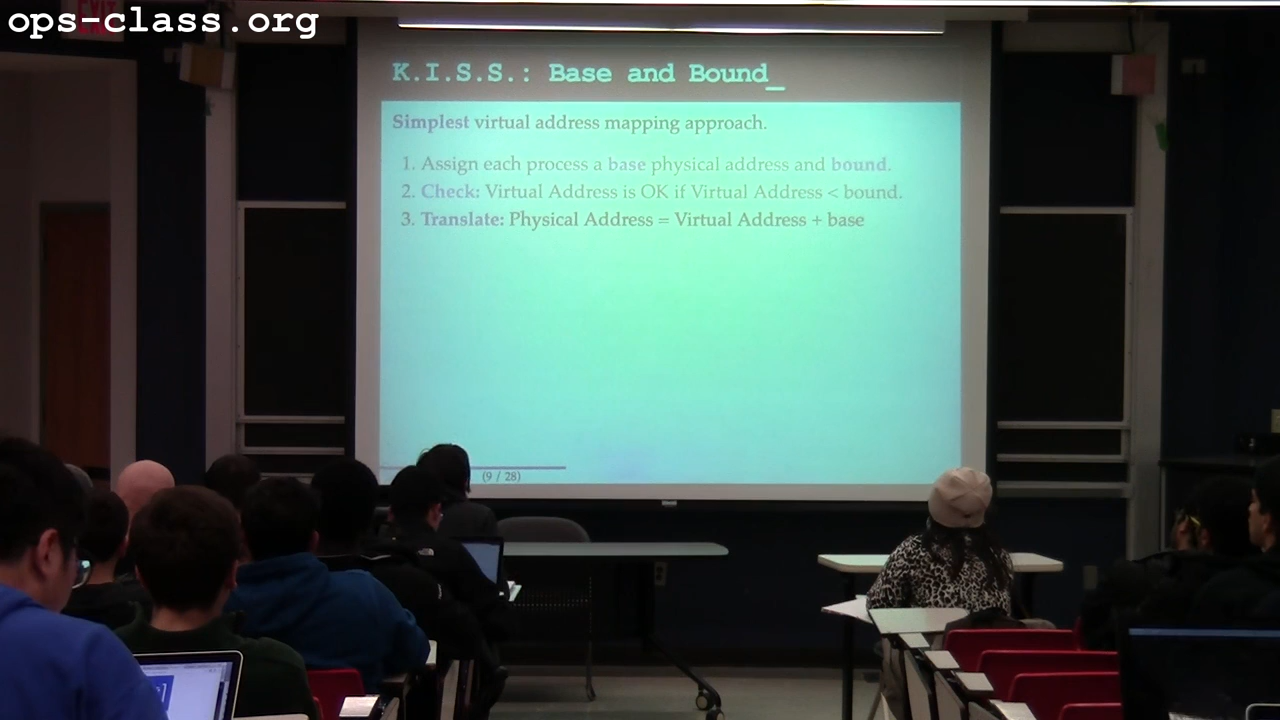 ops-class.org
EXIT
K.I.S.S.: Base and Bound_
Simplest virtual address mapping approach.
1. Assign each process a base physical address and bound.
2. Check: Virtual Address is OK if Virtual Address < bound.
3. Translate: Physical Address = Virtual Address + base
(9 / 28)